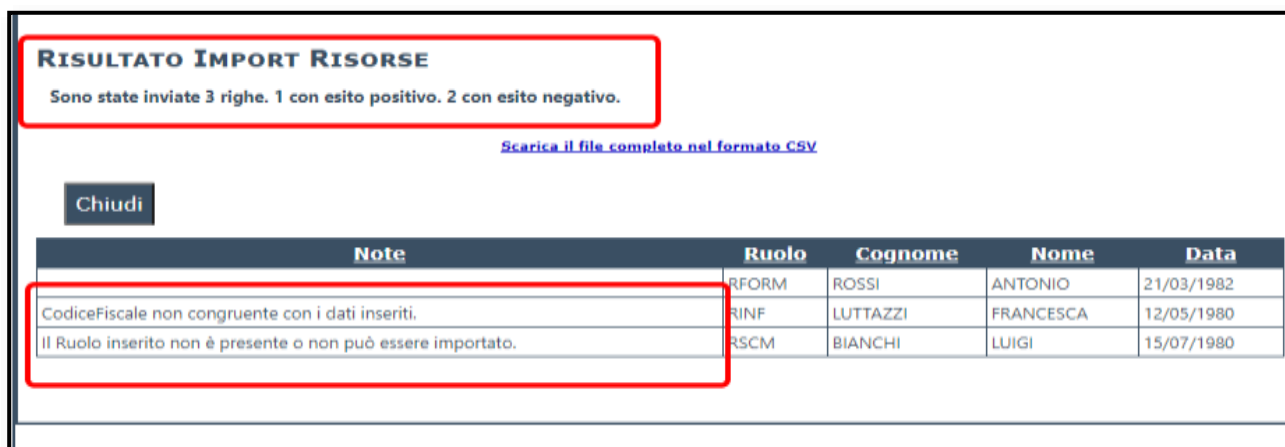 RISULTATO IMPORT RISORSE
Sono state inviate 3 righe. 1 con esito positivo. 2 con esito negativo.
Scarica il file completo nel formato CSV
Chiudi
Note Ruolo Cognome Nome Data
RFORM ROSSI ANTONIO 21/03/1982
CodiceFiscale non congruente con i dati inseriti. RINF LUTTAZZI FRANCESCA 12/05/1980
Il Ruolo inserito non è presente o non può essere importato. RSCM BIANCHI LUIGI 15/07/1980